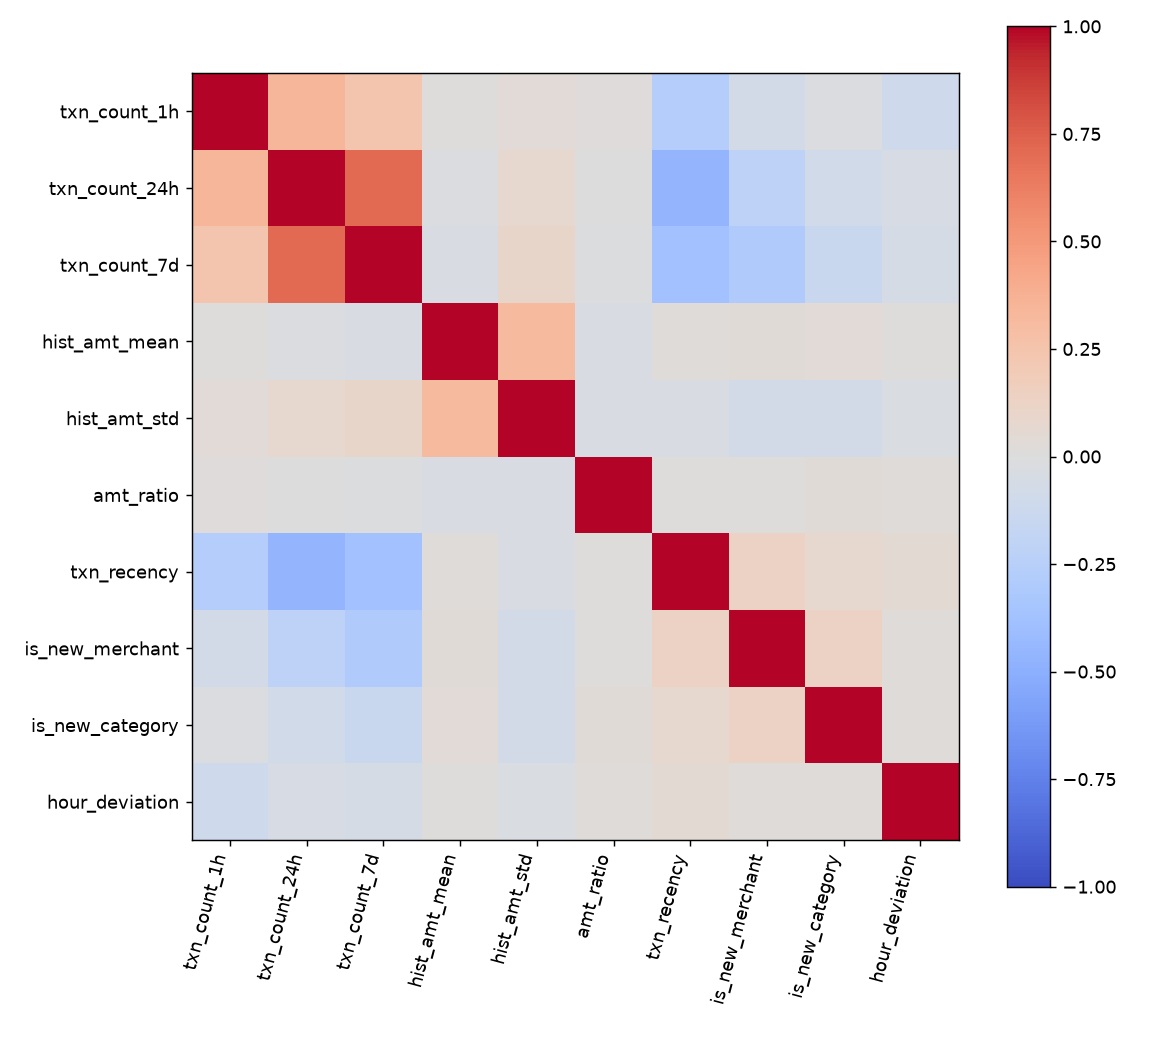 txn_count_1h
txn_count_24h
txn_count_7d
hist_amt_mean
hist_amt_std
amt_ratio
txn_recency
is_new_merchant
is_new_category
hour_deviation
txn_count_1h
txn_count_24h
txn_count_7d
hist_amt_mean
hist_amt_std
amt_ratio
txn_recency
is_new_merchant
is_new_category
hour_deviation
1.00
0.75
0.50
0.25
0.00
−0.25
−0.50
−0.75
−1.00